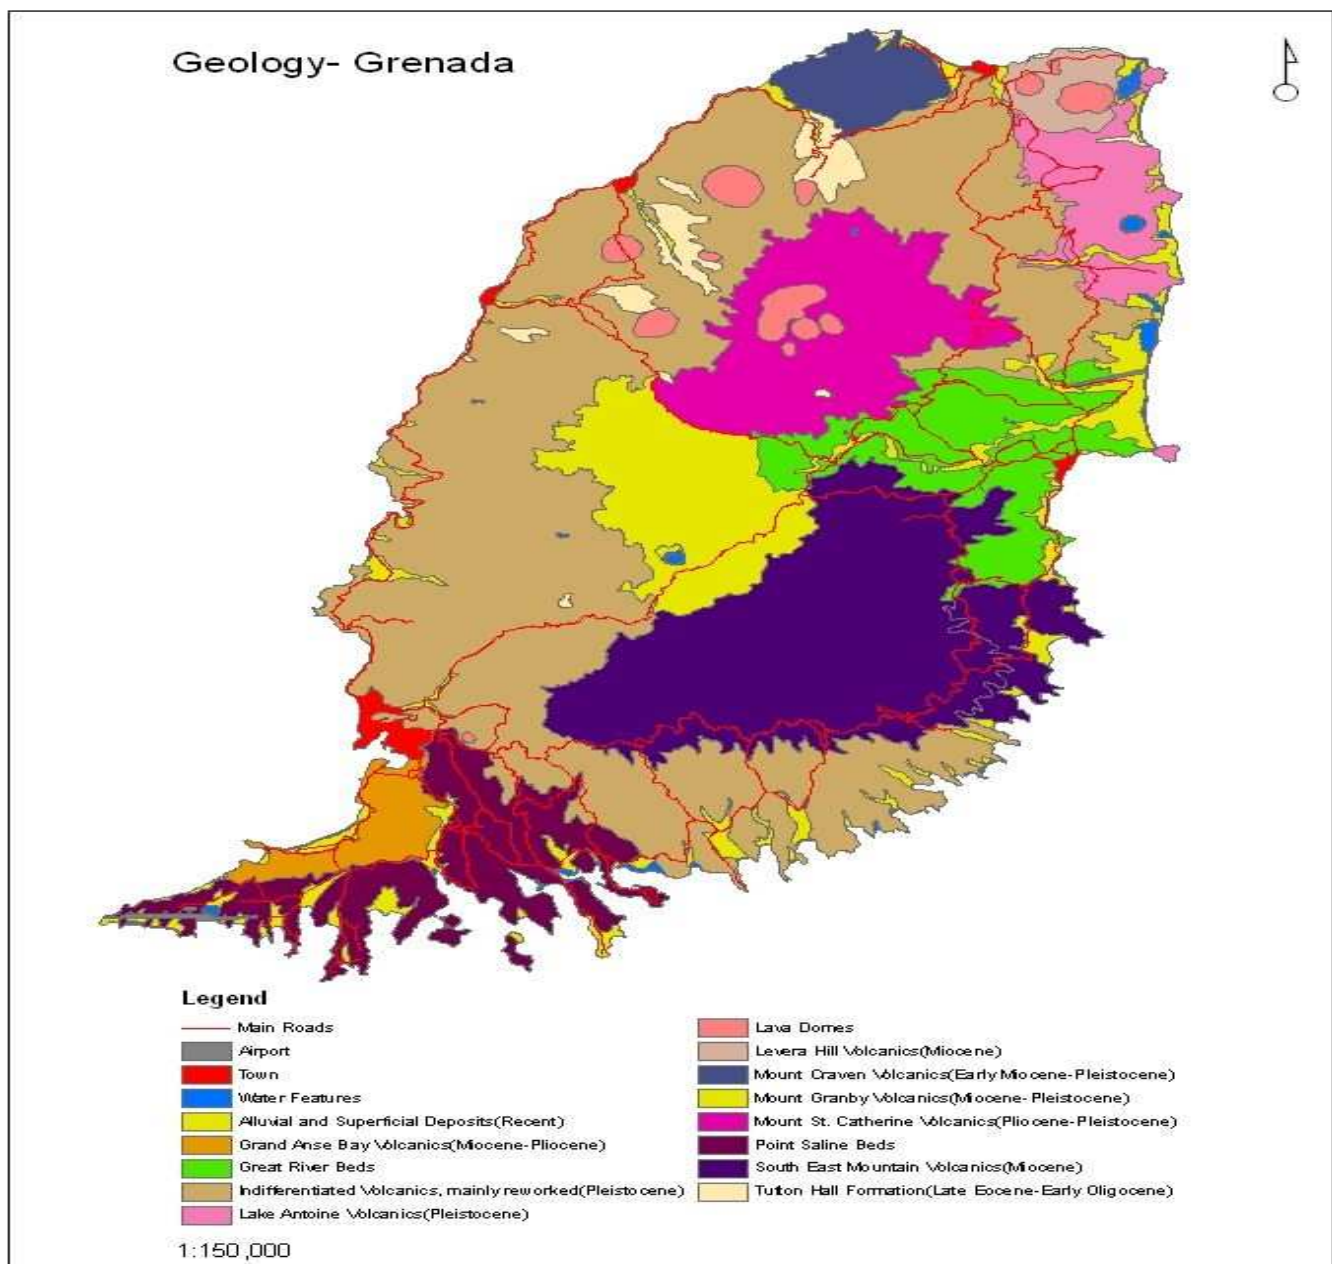 Geology- Grenada
Legend
Main Roads
Airport
Town
Water Features
Alluvial and Superficial Deposits(Recent)
Grand Anse Bay Volcanics(Miocene-Pliocene)
Great River Beds
Indifferentiated Volcanics, mainly reworked(Pleistocene)
Lake Antoine Volcanics(Pleistocene)
Lava Domes
Levera Hill Volcanics(Miocene)
Mount Craven Volcanics(Early Miocene-Pleistocene)
Mount Granby Volcanics(Miocene- Pleistocene)
Mount St. Catherine Volcanics(Pliocene-Pleistocene)
Point Saline Beds
South East Mountain Volcanics(Miocene)
Tufton Hall Formation(Late Eocene-Early Oligocene)
1:150,000